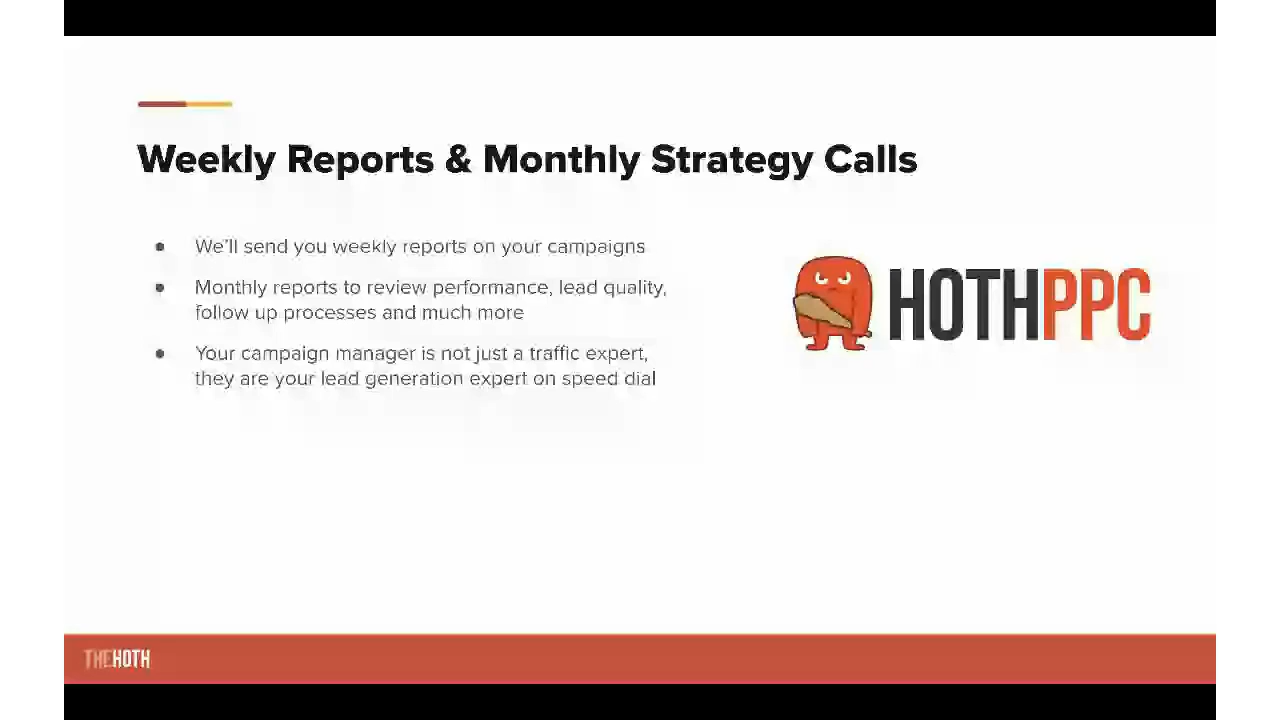 Weekly Reports & Monthly Strategy Calls
● We’ll send you weekly reports on your campaigns
● Monthly reports to review performance, lead quality,
follow up processes and much more
● Your campaign manager is not just a traffic expert,
they are your lead generation expert on speed dial
HOTHPPC
THEHOTH